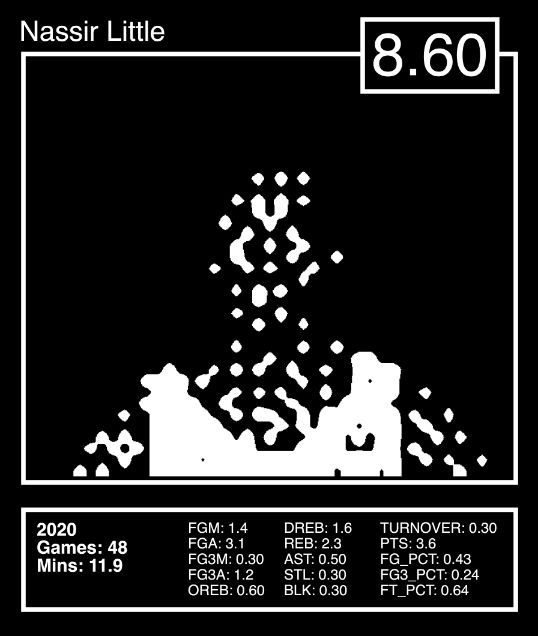 Nassir Little
8.60
2020
Games: 48
Mins: 11.9
FGM: 1.4
FGA: 3.1
FG3M: 0.30
FG3A: 1.2
OREB: 0.60
DREB: 1.6
REB: 2.3
AST: 0.50
STL: 0.30
BLK: 0.30
TURNOVER: 0.30
PTS: 3.6
FG_PCT: 0.43
FG3_PCT: 0.24
FT_PCT: 0.64